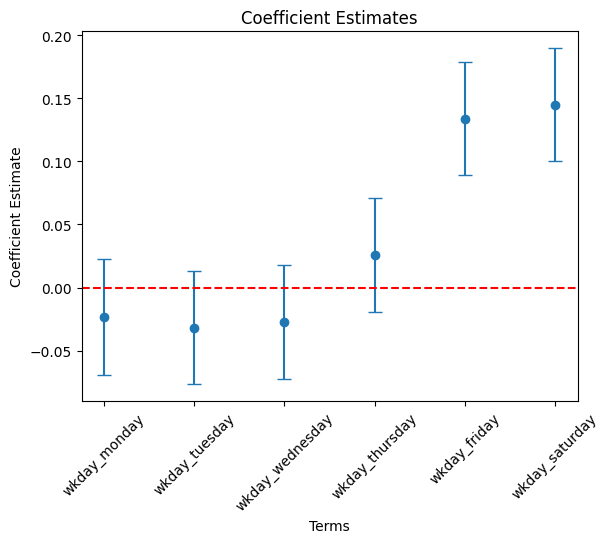 Coefficient Estimates
Coefficient Estimate
0.20
0.15
0.10
0.05
0.00
−0.05
wkday_monday
wkday_tuesday
wkday_wednesday
wkday_thursday
wkday_friday
wkday_saturday
Terms